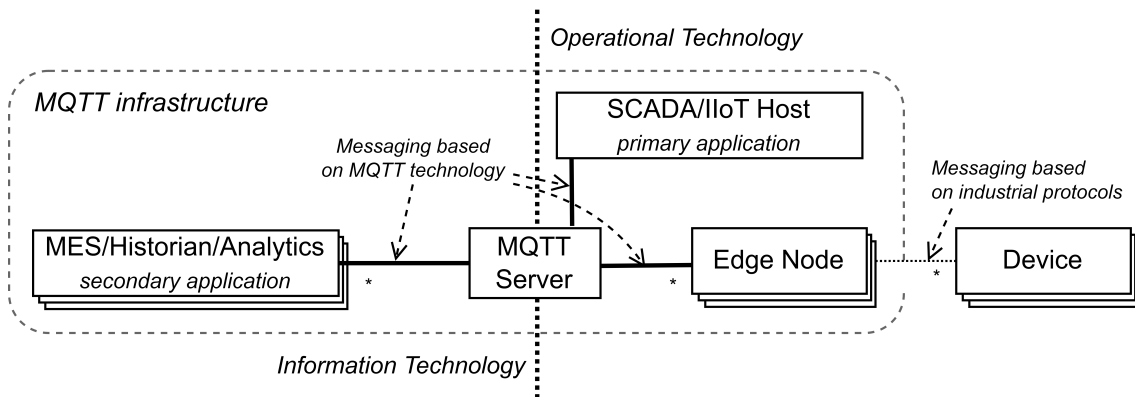 Operational Technology
MQTT infrastructure
SCADA/IIoT Host
primary application
Messaging based
on MQTT technology
Messaging based
on industrial protocols
MES/Historian/Analytics
secondary application
*
MQTT
Server
*
Edge Node
*
Device
Information Technology